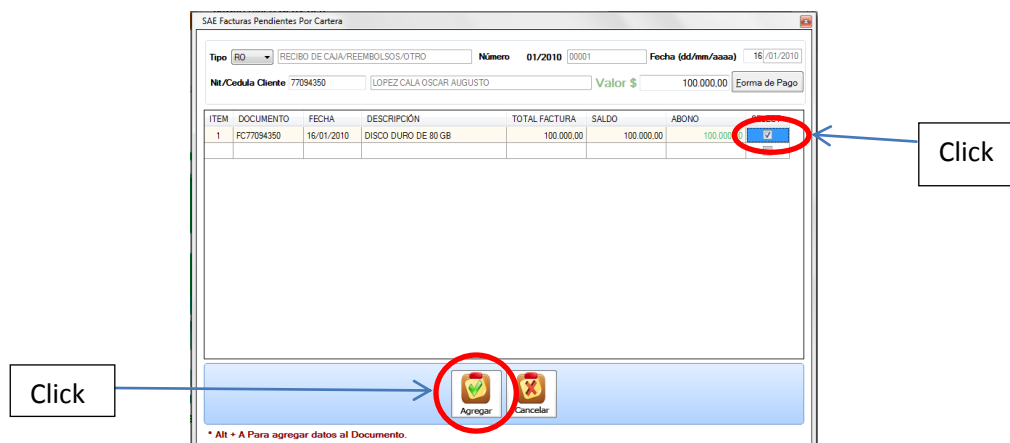 SAE Facturas Pendientes Por Cartera
Tipo RO RECIBO DE CAJA/REEMBOLSOS/OTRO Número 01/2010 00001 Fecha (dd/mm/aaaa) 16 /01/2010
Nit/Cedula Cliente 77094350 LOPEZ CALA OSCAR AUGUSTO Valor $ 100.000,00 Forma de Pago
ITEM DOCUMENTO FECHA DESCRIPCIÓN TOTAL FACTURA SALDO ABONO
1 FC77094350 16/01/2010 DISCO DURO DE 80 GB 100.000,00 100.000,00
Click
Click
Agregar Cancelar
* Alt + A Para agregar datos al Documento.